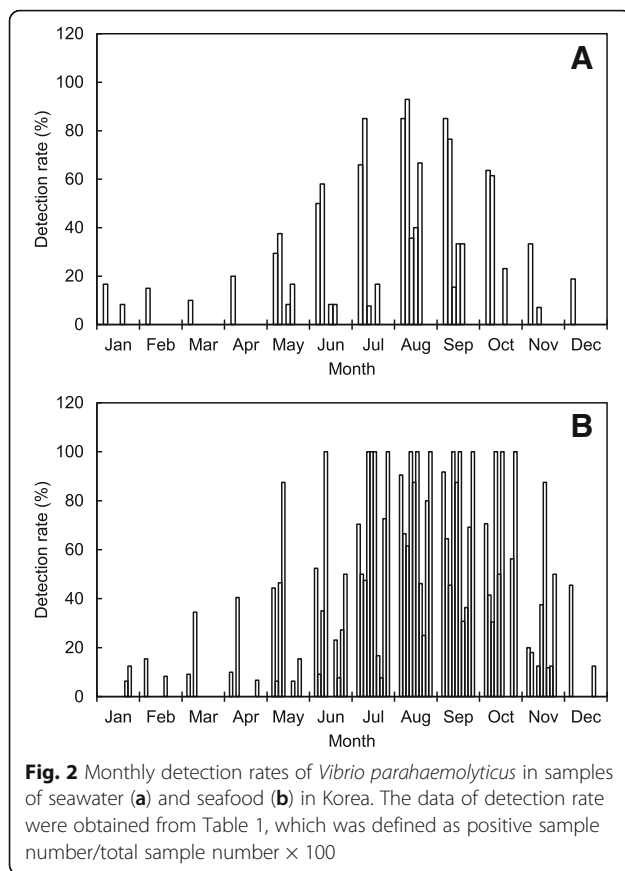 A
120
100
80
60
40
20
0
Detection rate (%)
Jan Feb Mar Apr May Jun Jul Aug Sep Oct Nov Dec
Month
B
120
100
80
60
40
20
0
Detection rate (%)
Jan Feb Mar Apr May Jun Jul Aug Sep Oct Nov Dec
Month
Fig. 2 Monthly detection rates of Vibrio parahaemolyticus in samples
of seawater (a) and seafood (b) in Korea. The data of detection rate
were obtained from Table 1, which was defined as positive sample
number/total sample number × 100